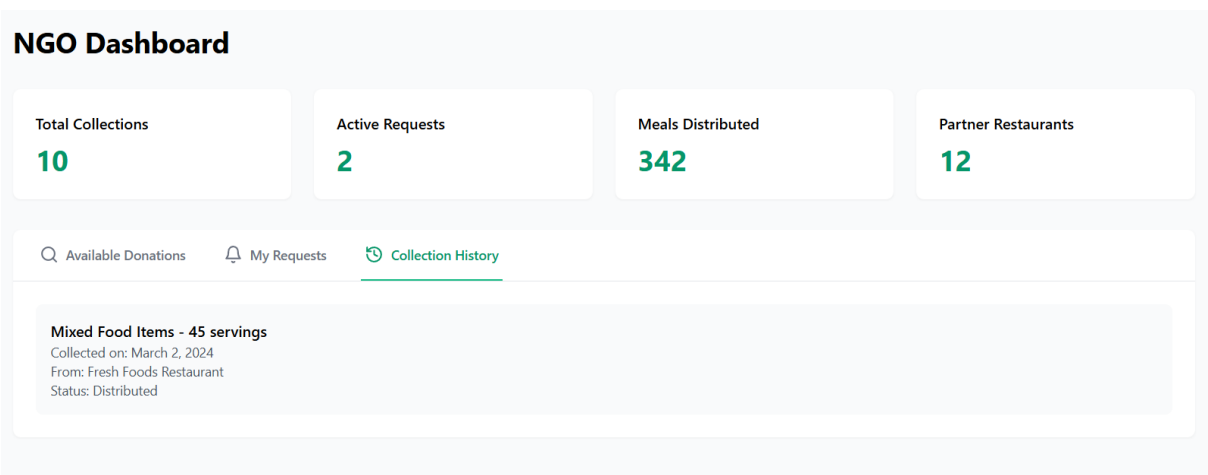 NGO Dashboard
Total Collections
10
Active Requests
2
Meals Distributed
342
Partner Restaurants
12
Available Donations
My Requests
Collection History
Mixed Food Items - 45 servings
Collected on: March 2, 2024
From: Fresh Foods Restaurant
Status: Distributed